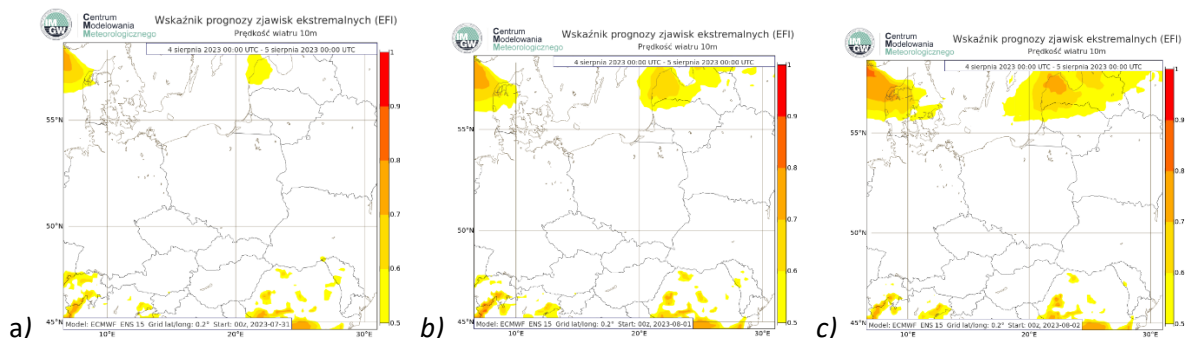 IM
GW
Centrum
Modelowania
Meteorologicznego
Wskaźnik prognozy zjawisk ekstremalnych (EFI)
Prędkość wiatru 10m
4 sierpnia 2023 00:00 UTC - 5 sierpnia 2023 00:00 UTC
1
0.9
0.8
0.7
0.6
0.5
55°N
50°N
45°N
Model: ECMWF ENS 15 Grid lat/long: 0.2° Start: 00z, 2023-07-31
10°E
20°E
30°E
a)
IM
GW
Centrum
Modelowania
Meteorologicznego
Wskaźnik prognozy zjawisk ekstremalnych (EFI)
Prędkość wiatru 10m
4 sierpnia 2023 00:00 UTC - 5 sierpnia 2023 00:00 UTC
1
0.9
0.8
0.7
0.6
0.5
55°N
50°N
45°N
Model: ECMWF ENS 15 Grid lat/long: 0.2° Start: 00z, 2023-08-01
10°E
20°E
30°E
b)
IM
GW
Centrum
Modelowania
Meteorologicznego
Wskaźnik prognozy zjawisk ekstremalnych (EFI)
Prędkość wiatru 10m
4 sierpnia 2023 00:00 UTC - 5 sierpnia 2023 00:00 UTC
1
0.9
0.8
0.7
0.6
0.5
55°N
50°N
45°N
Model: ECMWF ENS 15 Grid lat/long: 0.2° Start: 00z, 2023-08-02
10°E
20°E
30°E
c)